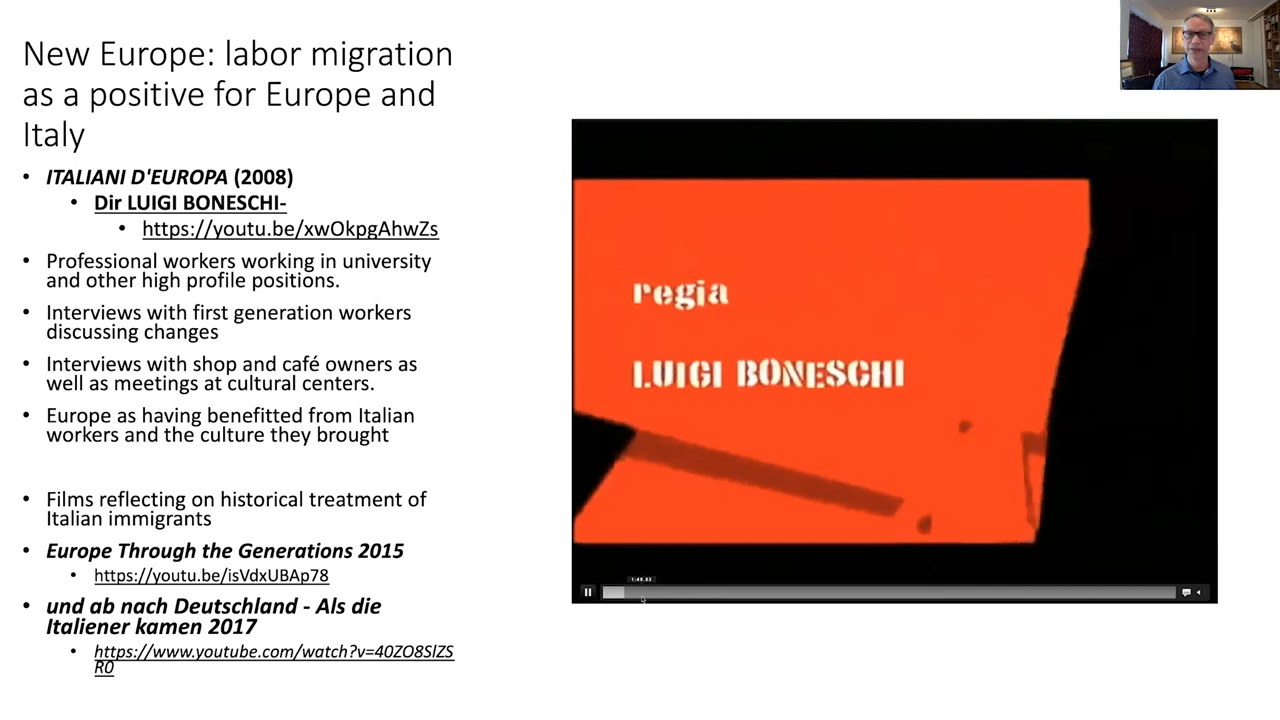 New Europe: labor migration
as a positive for Europe and
Italy
• ITALIANI D'EUROPA (2008)
• Dir LUIGI BONESCHI-
• https://youtu.be/xwOkpgAhwZs
• Professional workers working in university
and other high profile positions.
• Interviews with first generation workers
discussing changes
• Interviews with shop and café owners as
well as meetings at cultural centers.
• Europe as having benefitted from Italian
workers and the culture they brought
• Films reflecting on historical treatment of
Italian immigrants
• Europe Through the Generations 2015
• https://youtu.be/isVdxUBAp78
• und ab nach Deutschland - Als die
Italiener kamen 2017
• https://www.youtube.com/watch?v=40ZO8SlZS
R0
regia
LUIGI BONESCHI